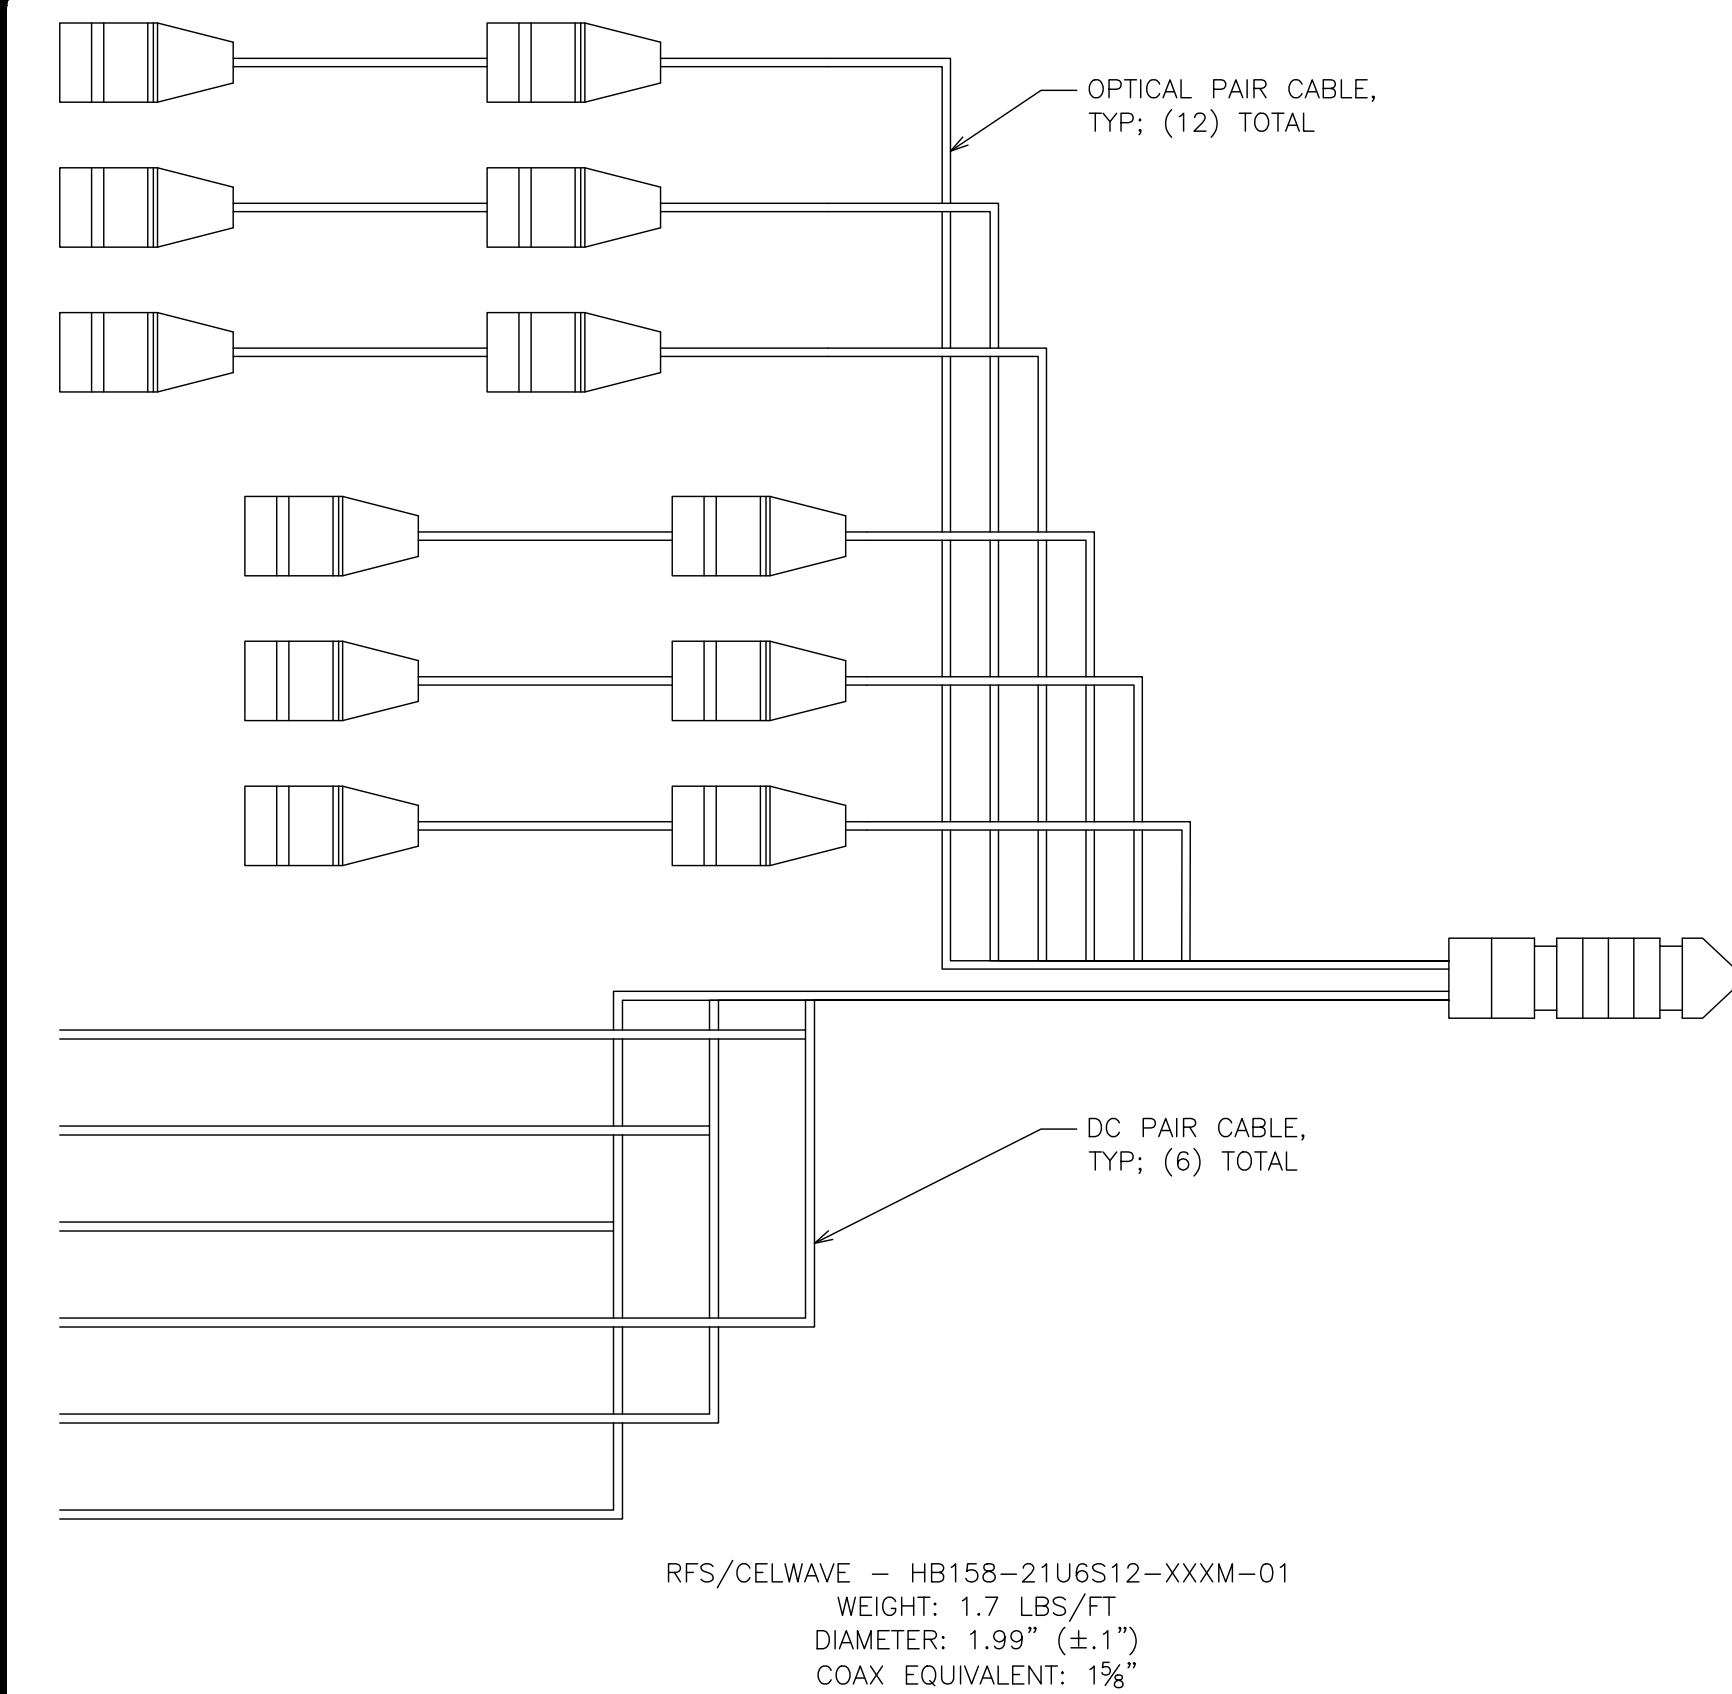 OPTICAL PAIR CABLE,
TYP; (12) TOTAL
DC PAIR CABLE,
TYP; (6) TOTAL
RFS/CELWAVE – HB158–21U6S12–XXXM–01
WEIGHT: 1.7 LBS/FT
DIAMETER: 1.99” (±.1”)
COAX EQUIVALENT: 1⅝”